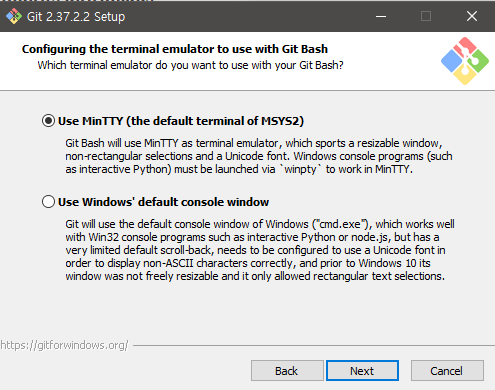 Git 2.37.2.2 Setup
Configuring the terminal emulator to use with Git Bash
Which terminal emulator do you want to use with your Git Bash?
Use MinTTY (the default terminal of MSYS2)
Git Bash will use MinTTY as terminal emulator, which sports a resizable window,
non-rectangular selections and a Unicode font. Windows console programs (such
as interactive Python) must be launched via `winpty` to work in MinTTY.
Use Windows' default console window
Git will use the default console window of Windows ("cmd.exe"), which works well
with Win32 console programs such as interactive Python or node.js, but has a
very limited default scroll-back, needs to be configured to use a Unicode font in
order to display non-ASCII characters correctly, and prior to Windows 10 its
window was not freely resizable and it only allowed rectangular text selections.
https://gitforwindows.org/
Back Next Cancel